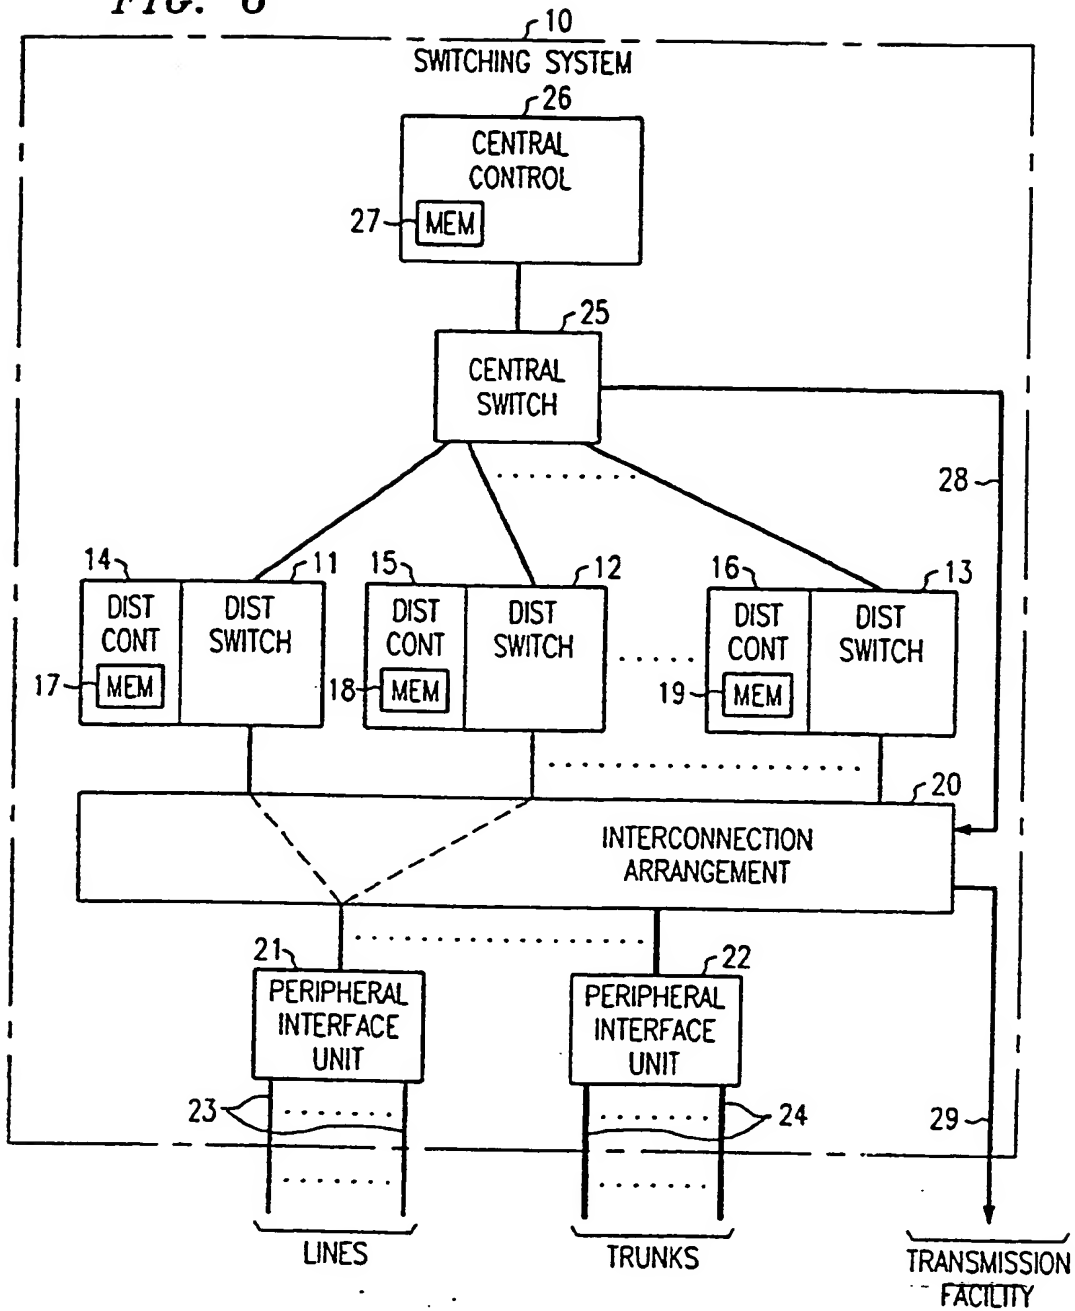 FIG. 6
10
SWITCHING SYSTEM
26
CENTRAL
CONTROL
27
MEM
25
CENTRAL
SWITCH
28
14
11
15
12
16
13
DIST
CONT
DIST
SWITCH
DIST
CONT
DIST
SWITCH
DIST
CONT
DIST
SWITCH
17
MEM
18
MEM
19
MEM
20
INTERCONNECTION
ARRANGEMENT
21
22
PERIPHERAL
INTERFACE
UNIT
PERIPHERAL
INTERFACE
UNIT
23
24
29
LINES
TRUNKS
TRANSMISSION
FACILITY